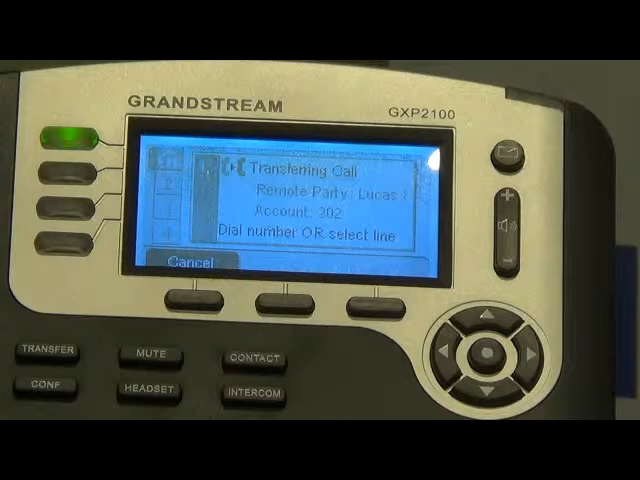 GRANDSTREAM
GXP2100
Transferring Call
Remote Party: Lucas
Account: 202
Dial number OR select line
Cancel
TRANSFER
MUTE
CONTACT
CONF
HEADSET
INTERCOM